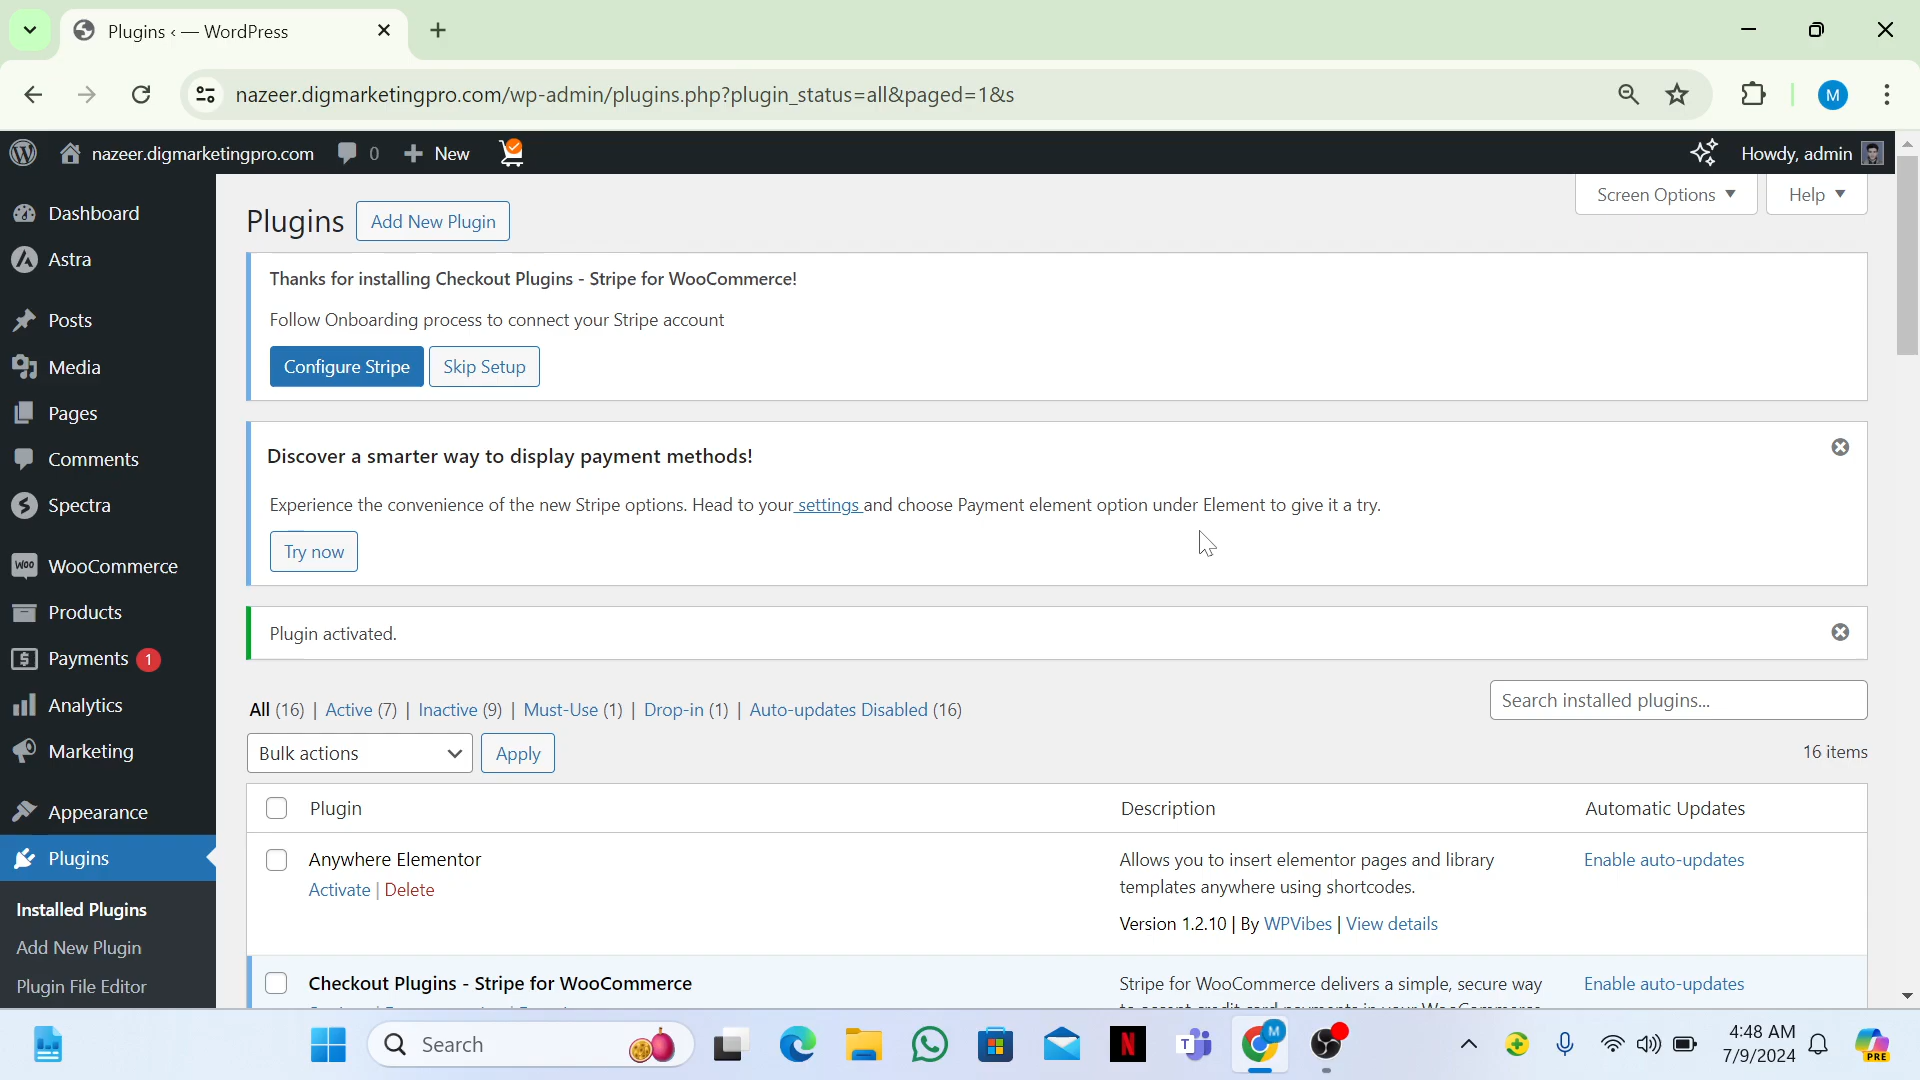 Plugins ‹ — WordPress
nazeer.digmarketingpro.com/wp-admin/plugins.php?plugin_status=all&paged=1&s
M
nazeer.digmarketingpro.com 0 New Howdy, admin
Screen Options Help
Dashboard
Astra
Posts
Media
Pages
Comments
Spectra
Woo WooCommerce
Products
Payments 1
Analytics
Marketing
Appearance
Plugins
Installed Plugins
Add New Plugin
Plugin File Editor
Plugins Add New Plugin
Thanks for installing Checkout Plugins - Stripe for WooCommerce!
Follow Onboarding process to connect your Stripe account
Configure Stripe Skip Setup
Discover a smarter way to display payment methods!
Experience the convenience of the new Stripe options. Head to your settings and choose Payment element option under Element to give it a try.
Try now
Plugin activated.
All (16) | Active (7) | Inactive (9) | Must-Use (1) | Drop-in (1) | Auto-updates Disabled (16)
Search installed plugins...
Bulk actions Apply 16 items
Plugin Description Automatic Updates
Anywhere Elementor Allows you to insert elementor pages and library Enable auto-updates
Activate | Delete templates anywhere using shortcodes.
Version 1.2.10 | By WPVibes | View details
Checkout Plugins - Stripe for WooCommerce Stripe for WooCommerce delivers a simple, secure way Enable auto-updates
Search
N
T
M
4:48 AM
7/9/2024
PRE